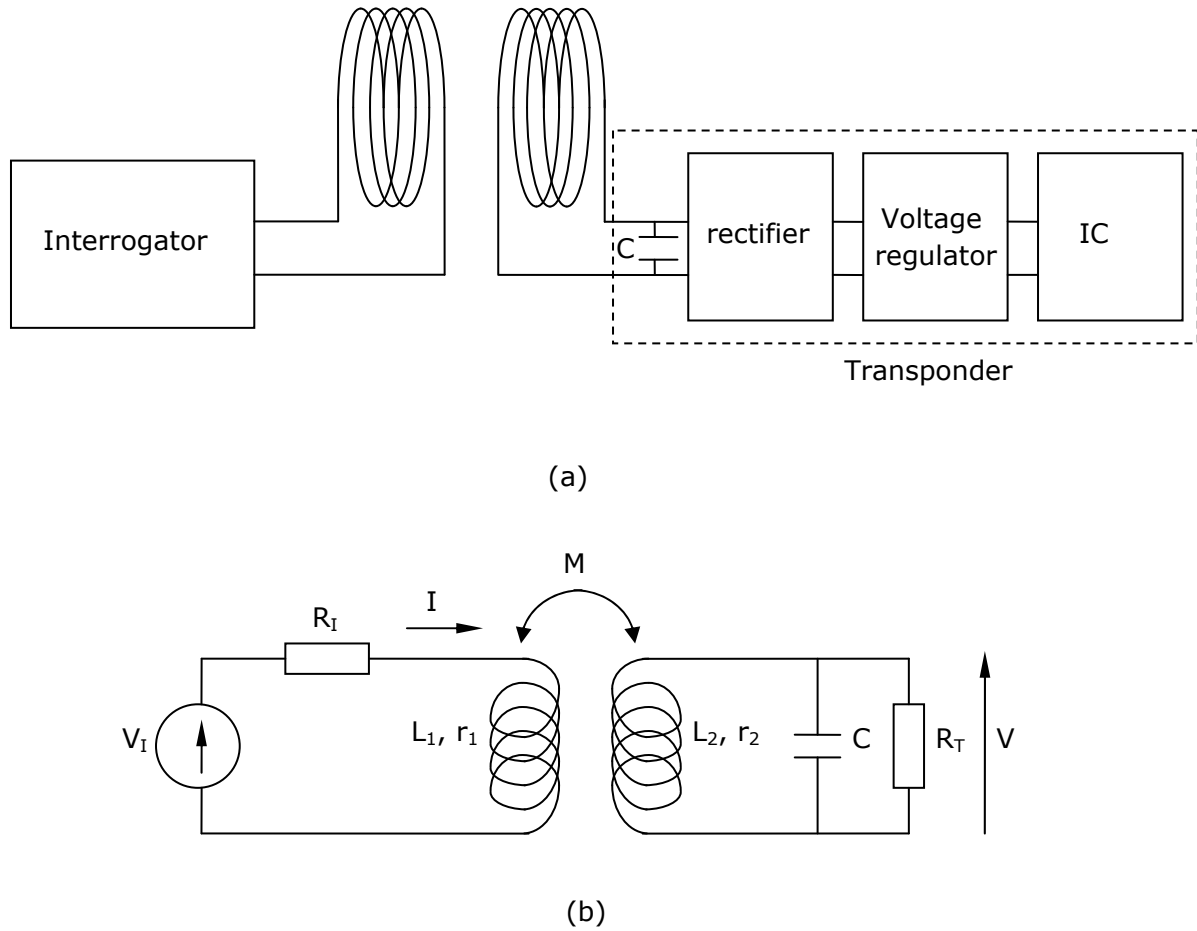 Interrogator
C
rectifier
Voltage
regulator
IC
Transponder
(a)
M
I
R_I
V_I
L_1, r_1
L_2, r_2
C
R_T
V
(b)